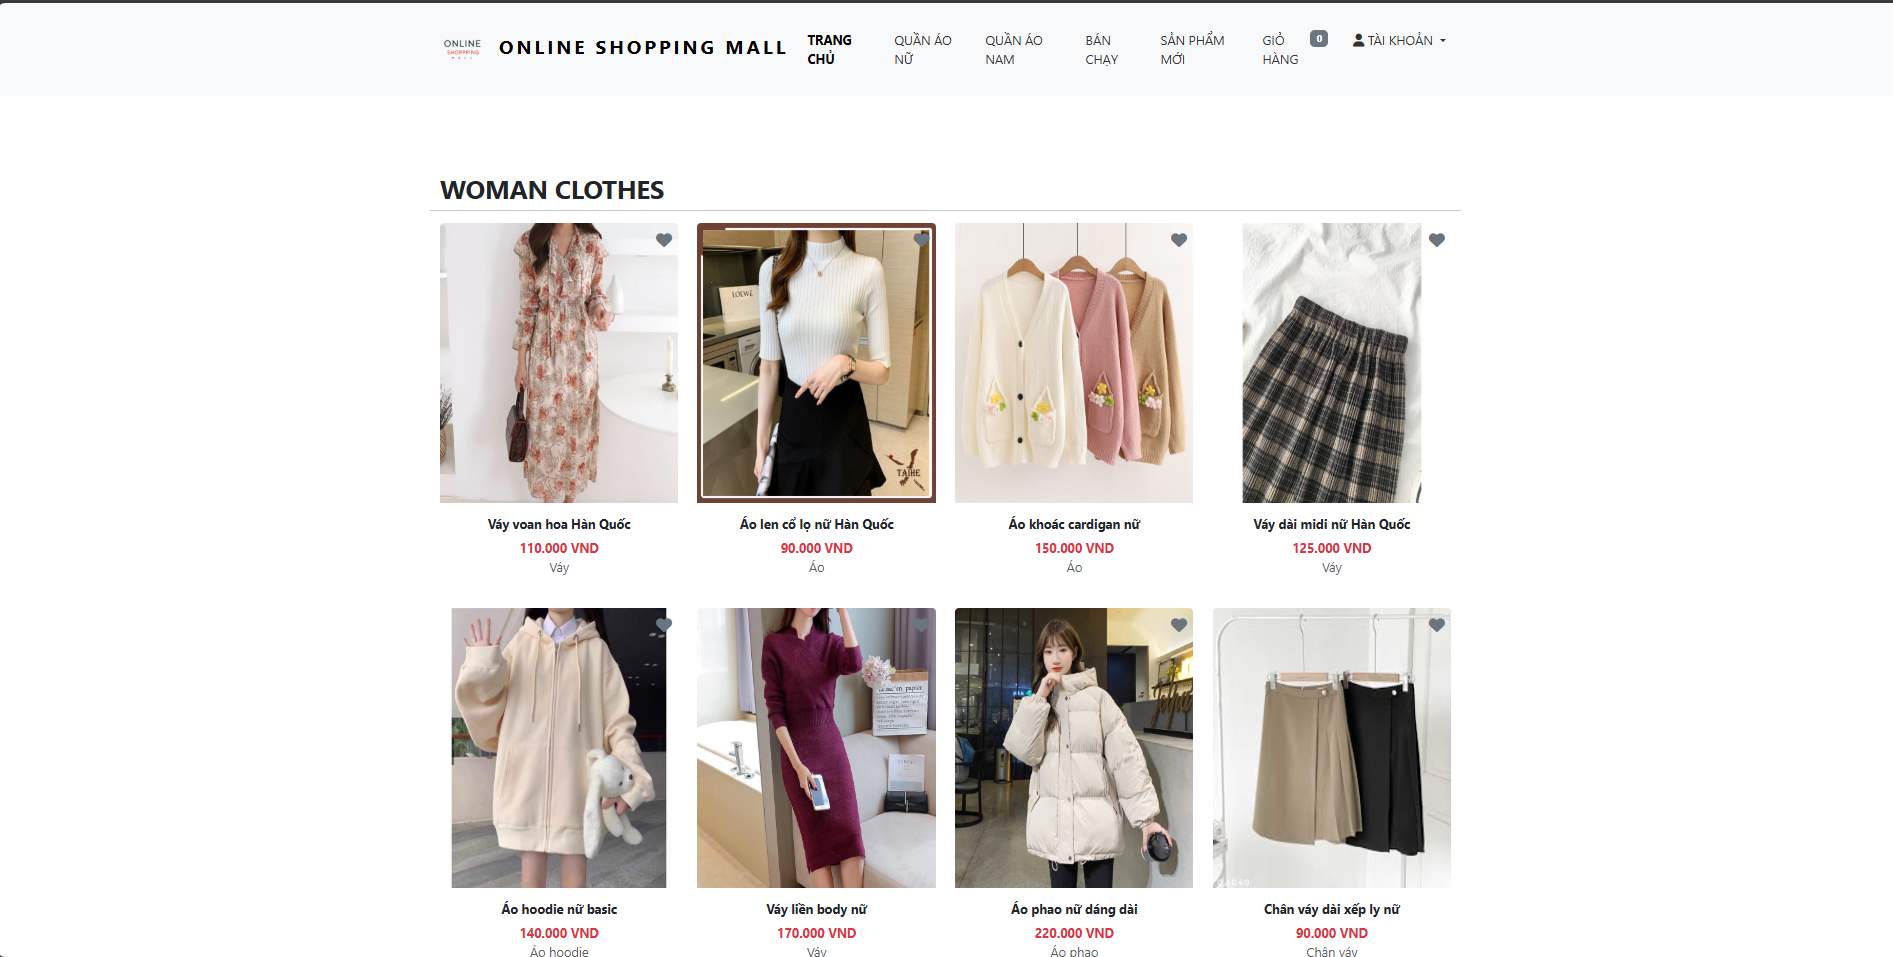 ONLINE
SHOPPPING
MALL
ONLINE SHOPPING MALL
TRANG CHỦ
QUẦN ÁO NỮ
QUẦN ÁO NAM
BÁN CHẠY
SẢN PHẨM MỚI
GIỎ HÀNG
0
TÀI KHOẢN
WOMAN CLOTHES
LOEWE
TAIHE
Váy voan hoa Hàn Quốc
110.000 VND
Váy
Áo len cổ lọ nữ Hàn Quốc
90.000 VND
Áo
Áo khoác cardigan nữ
150.000 VND
Áo
Váy dài midi nữ Hàn Quốc
125.000 VND
Váy
en papier
Áo hoodie nữ basic
140.000 VND
Áo hoodie
Váy liền body nữ
170.000 VND
Váy
Áo phao nữ dáng dài
220.000 VND
Áo phao
Chân váy dài xếp ly nữ
90.000 VND
Chân váy